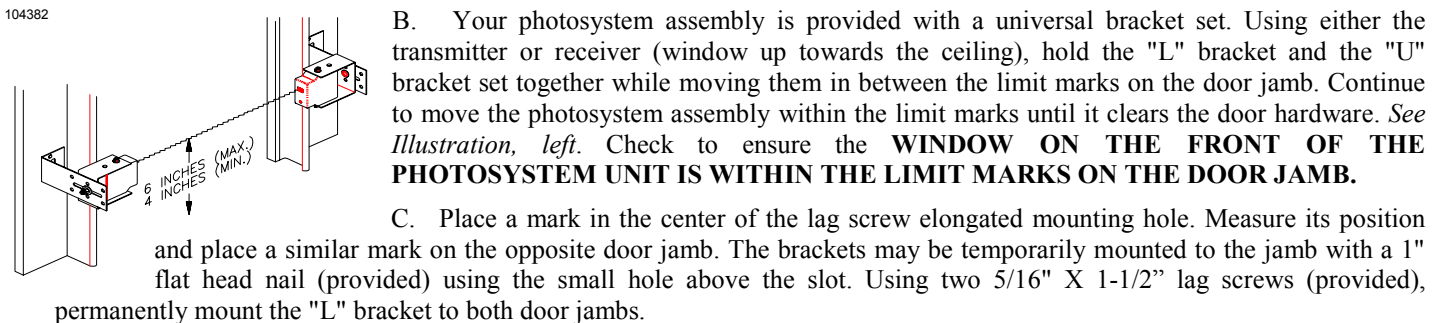 104382
B. Your photosystem assembly is provided with a universal bracket set. Using either the
transmitter or receiver (window up towards the ceiling), hold the "L" bracket and the "U"
bracket set together while moving them in between the limit marks on the door jamb. Continue
to move the photosystem assembly within the limit marks until it clears the door hardware. See
Illustration, left. Check to ensure the WINDOW ON THE FRONT OF THE
PHOTOSYSTEM UNIT IS WITHIN THE LIMIT MARKS ON THE DOOR JAMB.
6 INCHES (MAX.)
4 INCHES (MIN.)
C. Place a mark in the center of the lag screw elongated mounting hole. Measure its position
and place a similar mark on the opposite door jamb. The brackets may be temporarily mounted to the jamb with a 1"
flat head nail (provided) using the small hole above the slot. Using two 5/16" X 1-1/2” lag screws (provided),
permanently mount the "L" bracket to both door jambs.